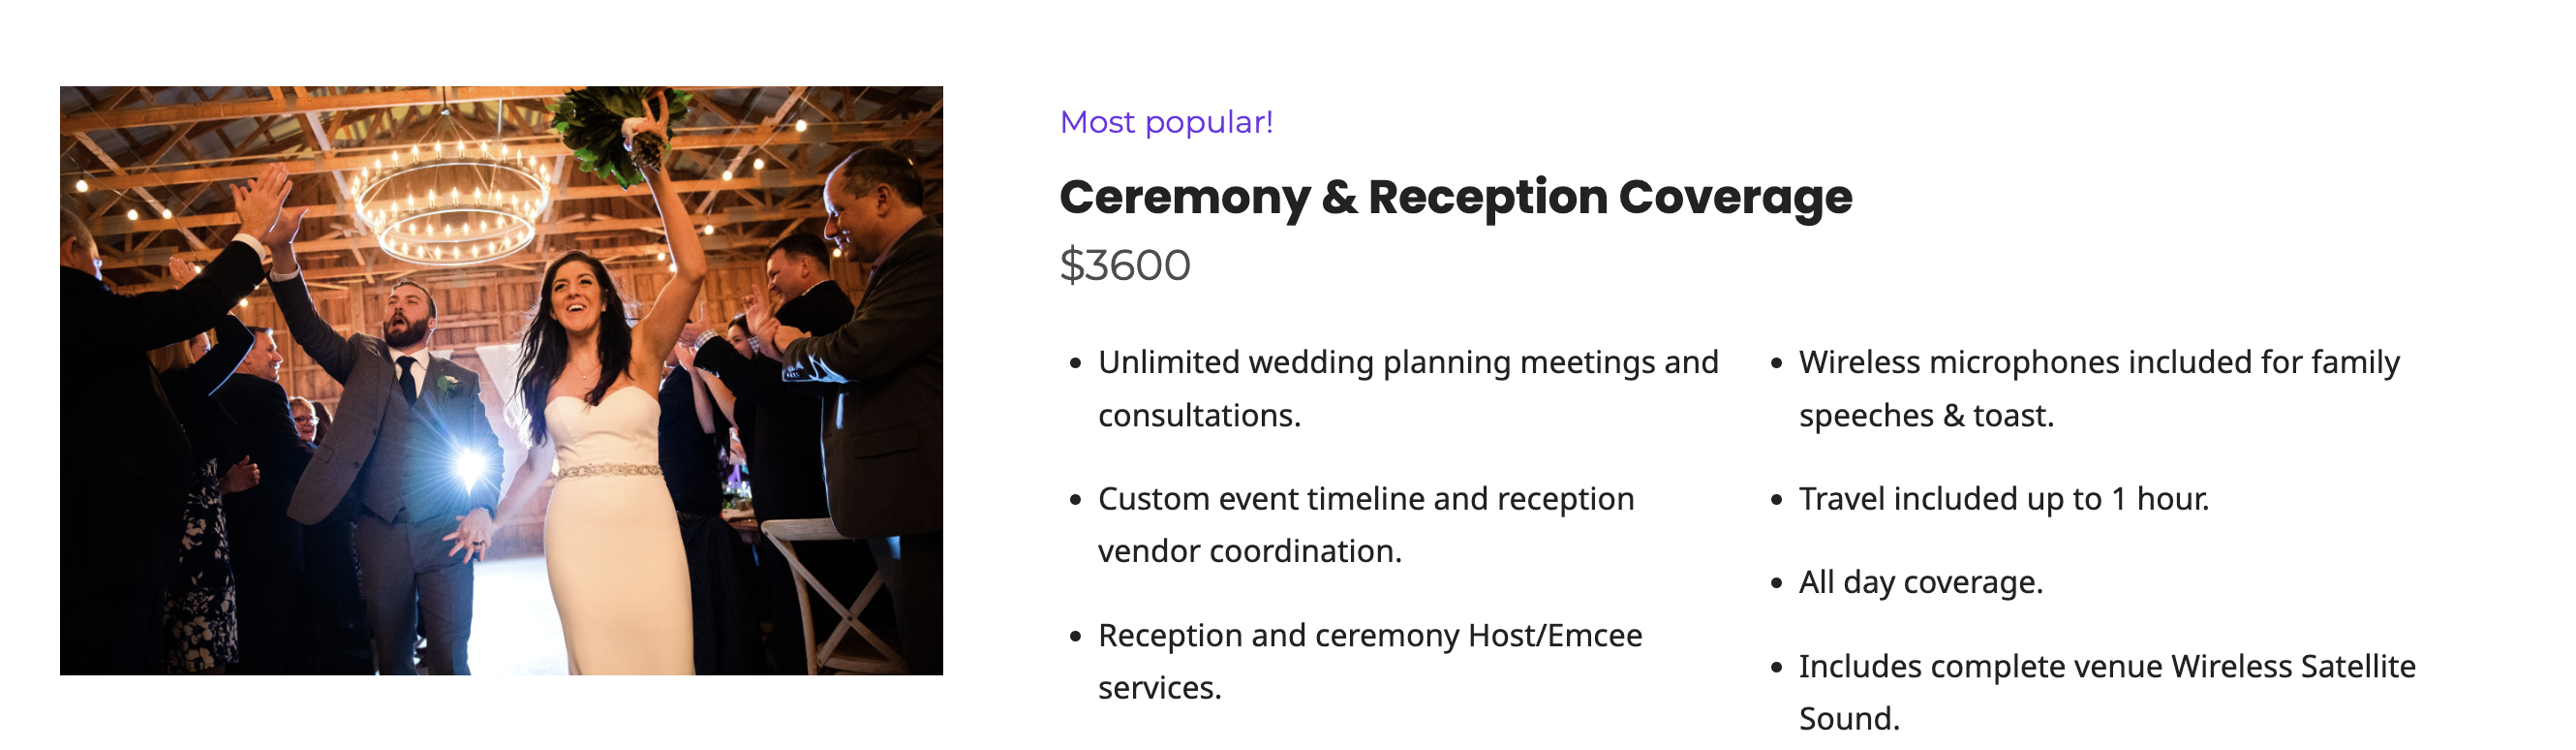 Most popular!
Ceremony & Reception Coverage
$3600
Unlimited wedding planning meetings and
consultations.
Custom event timeline and reception
vendor coordination.
Reception and ceremony Host/Emcee
services.
Wireless microphones included for family
speeches & toast.
Travel included up to 1 hour.
All day coverage.
Includes complete venue Wireless Satellite
Sound.